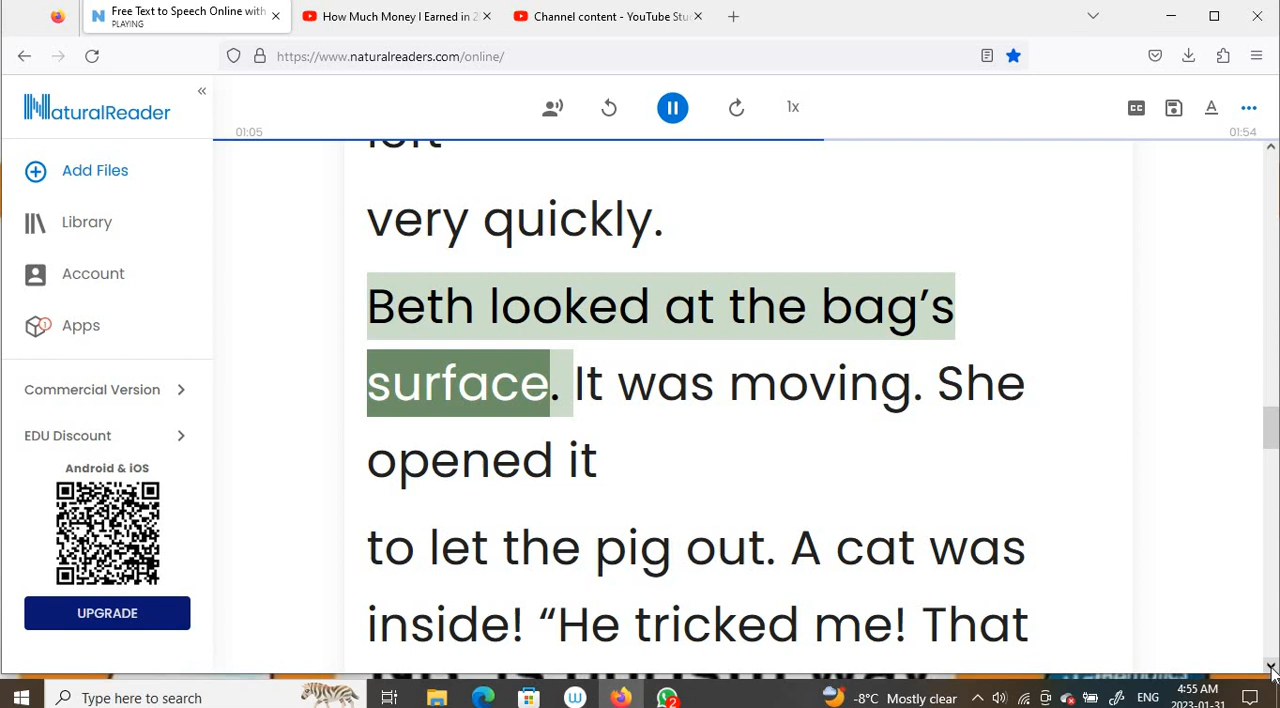 Free Text to Speech Online with
PLAYING
How Much Money I Earned in 2
Channel content - YouTube Stu
https://www.naturalreaders.com/online/
NaturalReader
1x
CC
01:05
01:54
left
Add Files
Library
Account
1
Apps
Commercial Version
EDU Discount
Android & iOS
UPGRADE
very quickly.
Beth looked at the bag’s
surface. It was moving. She
opened it
to let the pig out. A cat was
inside! “He tricked me! That
Type here to search
2
-8°C Mostly clear
ENG
4:55 AM
2023-01-31